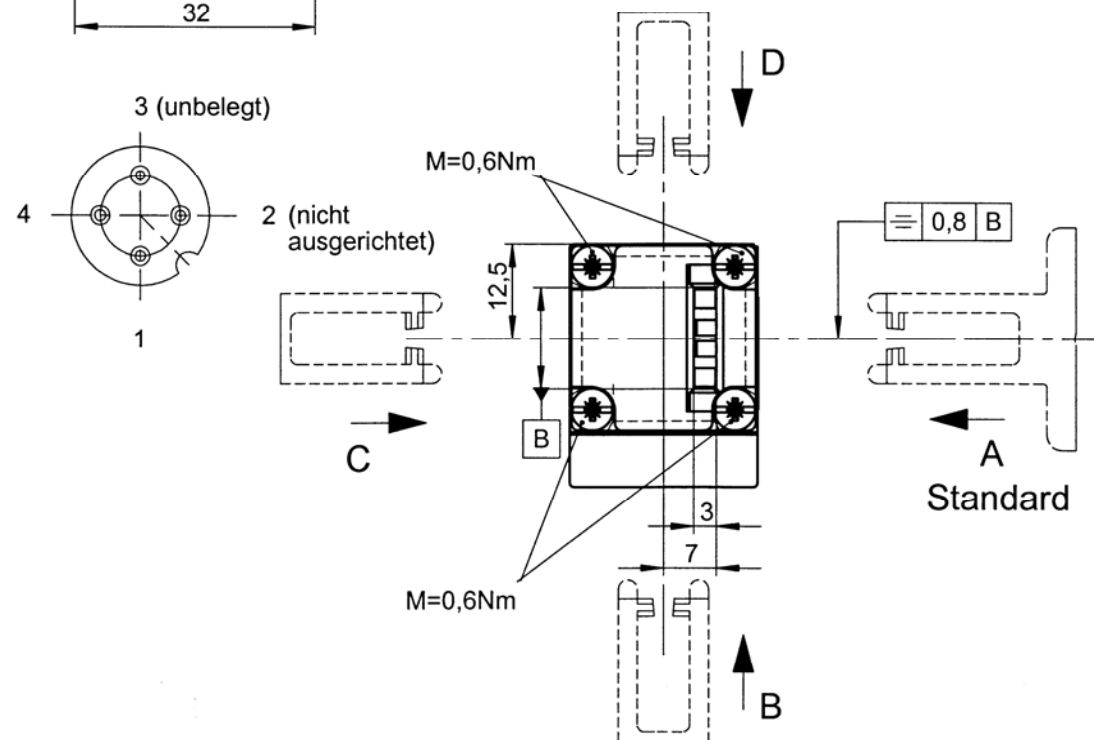 32
D
3 (unbelegt)
M=0,6Nm
4
2 (nicht
ausgerichtet)
0,8 B
12,5
1
B
C
A
Standard
3
7
M=0,6Nm
B